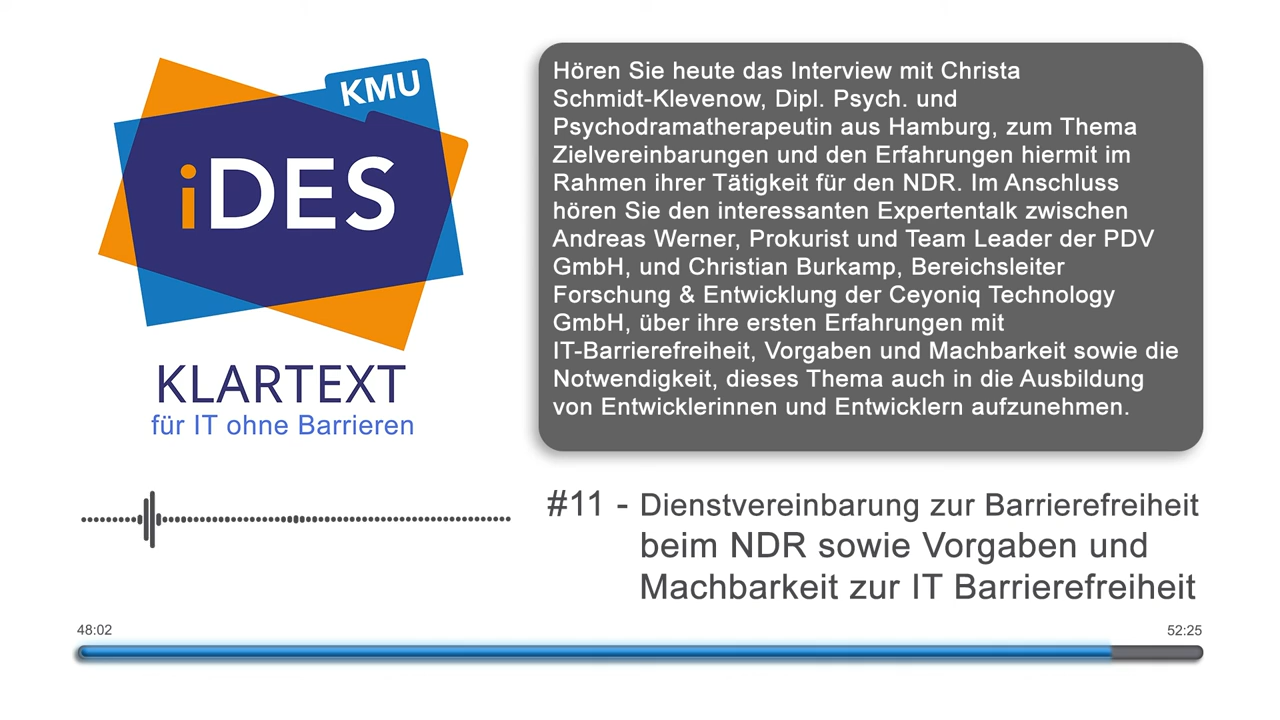 KMU
iDES
KLARTEXT
für IT ohne Barrieren
Hören Sie heute das Interview mit Christa
Schmidt-Klevenow, Dipl. Psych. und
Psychodramatherapeutin aus Hamburg, zum Thema
Zielvereinbarungen und den Erfahrungen hiermit im
Rahmen ihrer Tätigkeit für den NDR. Im Anschluss
hören Sie den interessanten Expertentalk zwischen
Andreas Werner, Prokurist und Team Leader der PDV
GmbH, und Christian Burkamp, Bereichsleiter
Forschung & Entwicklung der Ceyoniq Technology
GmbH, über ihre ersten Erfahrungen mit
IT-Barrierefreiheit, Vorgaben und Machbarkeit sowie die
Notwendigkeit, dieses Thema auch in die Ausbildung
von Entwicklerinnen und Entwicklern aufzunehmen.
#11 - Dienstvereinbarung zur Barrierefreiheit
beim NDR sowie Vorgaben und
Machbarkeit zur IT Barrierefreiheit
48:02
52:25